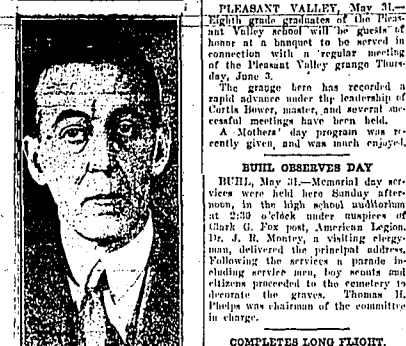 PLEASANT VALLEY, May 31.—
Eighth grade graduates of the Pleas-
ant Valley school will be guests of
honor at a banquet to be served in
connection with a regular meeting
of the Pleasant Valley grange Thurs-
day, June 3.
The grange here has recorded a
rapid advance under the leadership of
Curtis Bower, master, and several suc-
cessful meetings have been held.
A Mothers' day program was re-
cently given, and was much enjoyed.
BUHL OBSERVES DAY
BUHL, May 31.—Memorial day ser-
vices were held here Sunday after-
noon, in the high school auditorium
at 2:30 o'clock under auspices of
Clark G. Fox post, American Legion.
Dr. J. R. Montey, a visiting clergy-
man, delivered the principal address.
Following the services a parade in-
cluding service men, boy scouts and
citizens proceeded to the cemetery to
decorate the graves. Thomas H.
Phelps was chairman of the committee
in charge.
COMPLETES LONG FLIGHT.